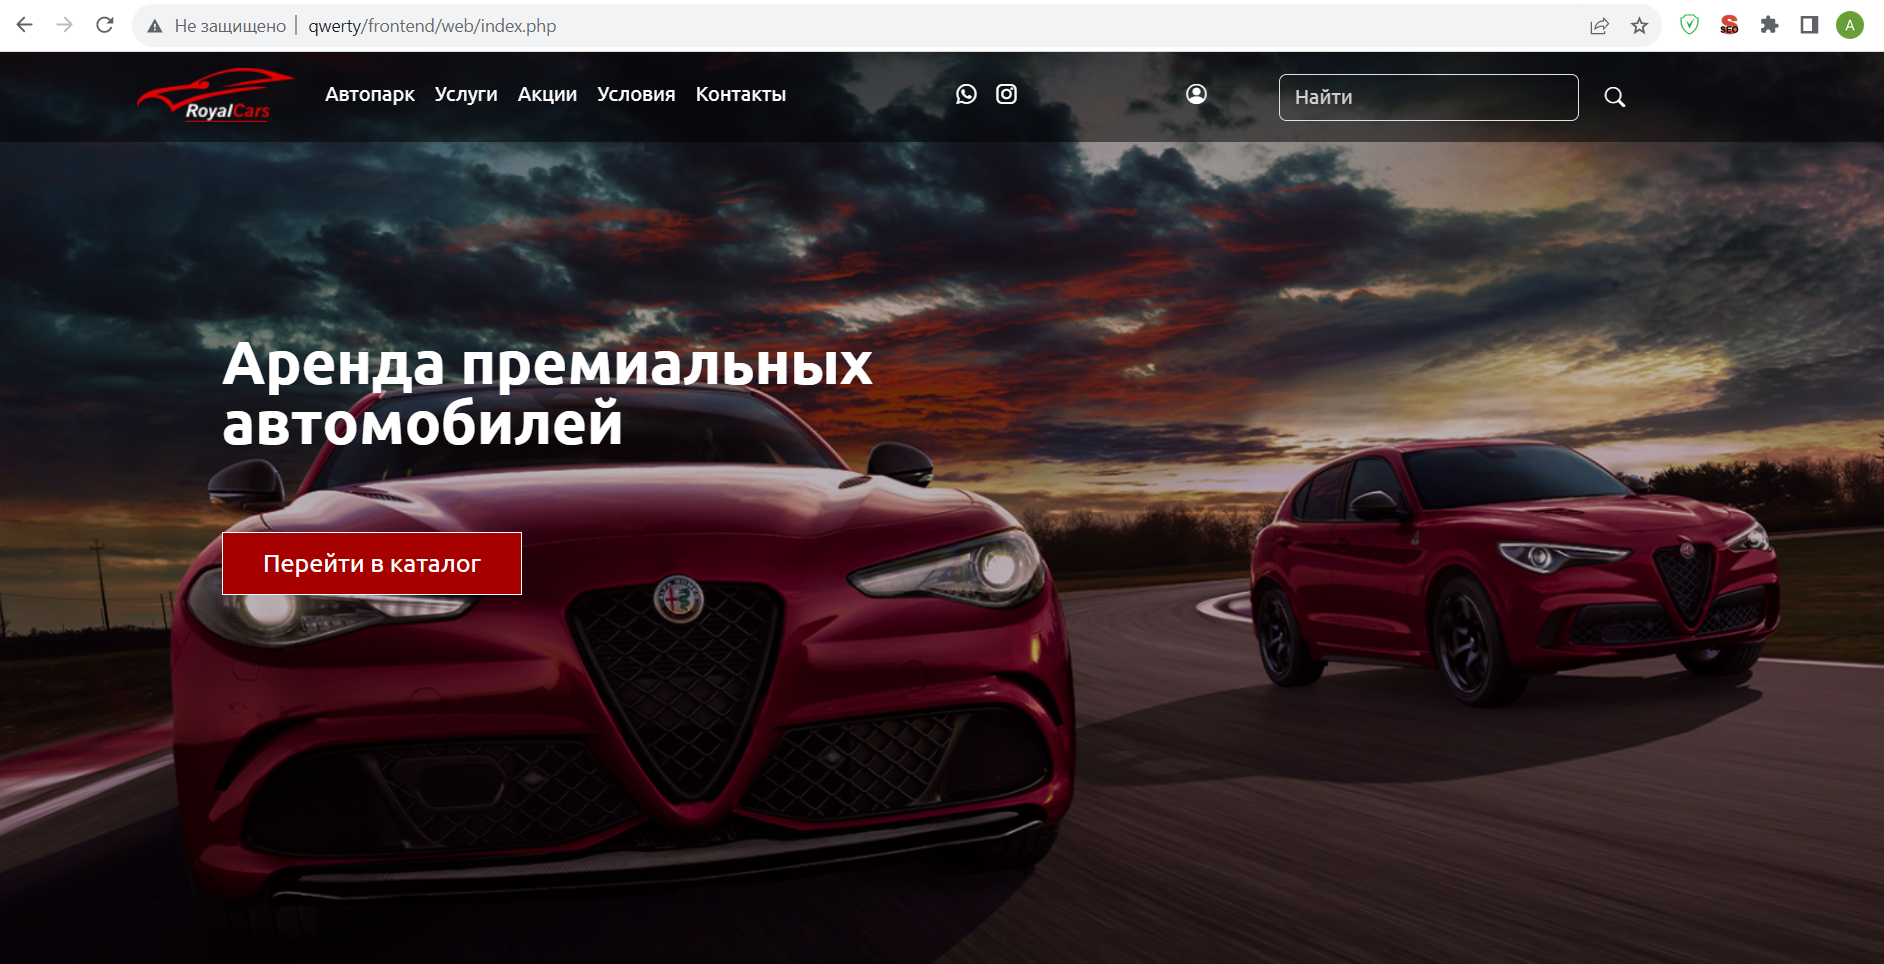 Не защищено | qwerty/frontend/web/index.php
SEO
A
RoyalCars
Автопарк Услуги Акции Условия Контакты
Найти
Аренда премиальных
автомобилей
Перейти в каталог